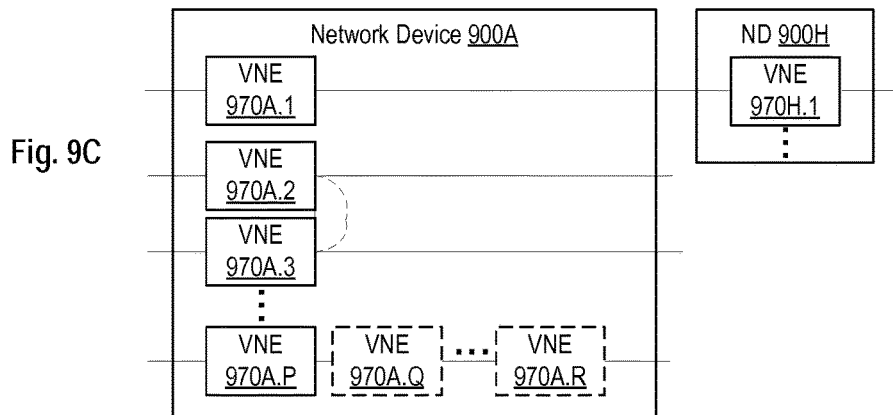 Network Device 900A
ND 900H
VNE
970A.1
VNE
970H.1
Fig. 9C
VNE
970A.2
VNE
970A.3
VNE
970A.P
VNE
970A.Q
VNE
970A.R